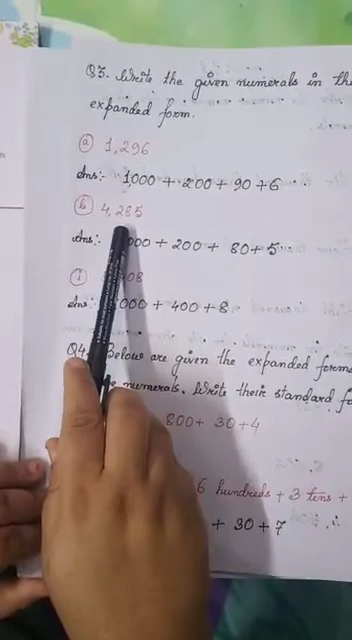 Q3. Write the given numerals in the
expanded form.
a 1,296
Ans:- 1,000 + 200 + 90 + 6
b 4,285
Ans:- 000 + 200 + 80 + 5
08
Ans:- 000 + 400 + 8
Q4. Below are given the expanded forms
numerals. Write their standard
800 + 30 + 4
6 hundreds + 3 tens +
+ 30 + 7